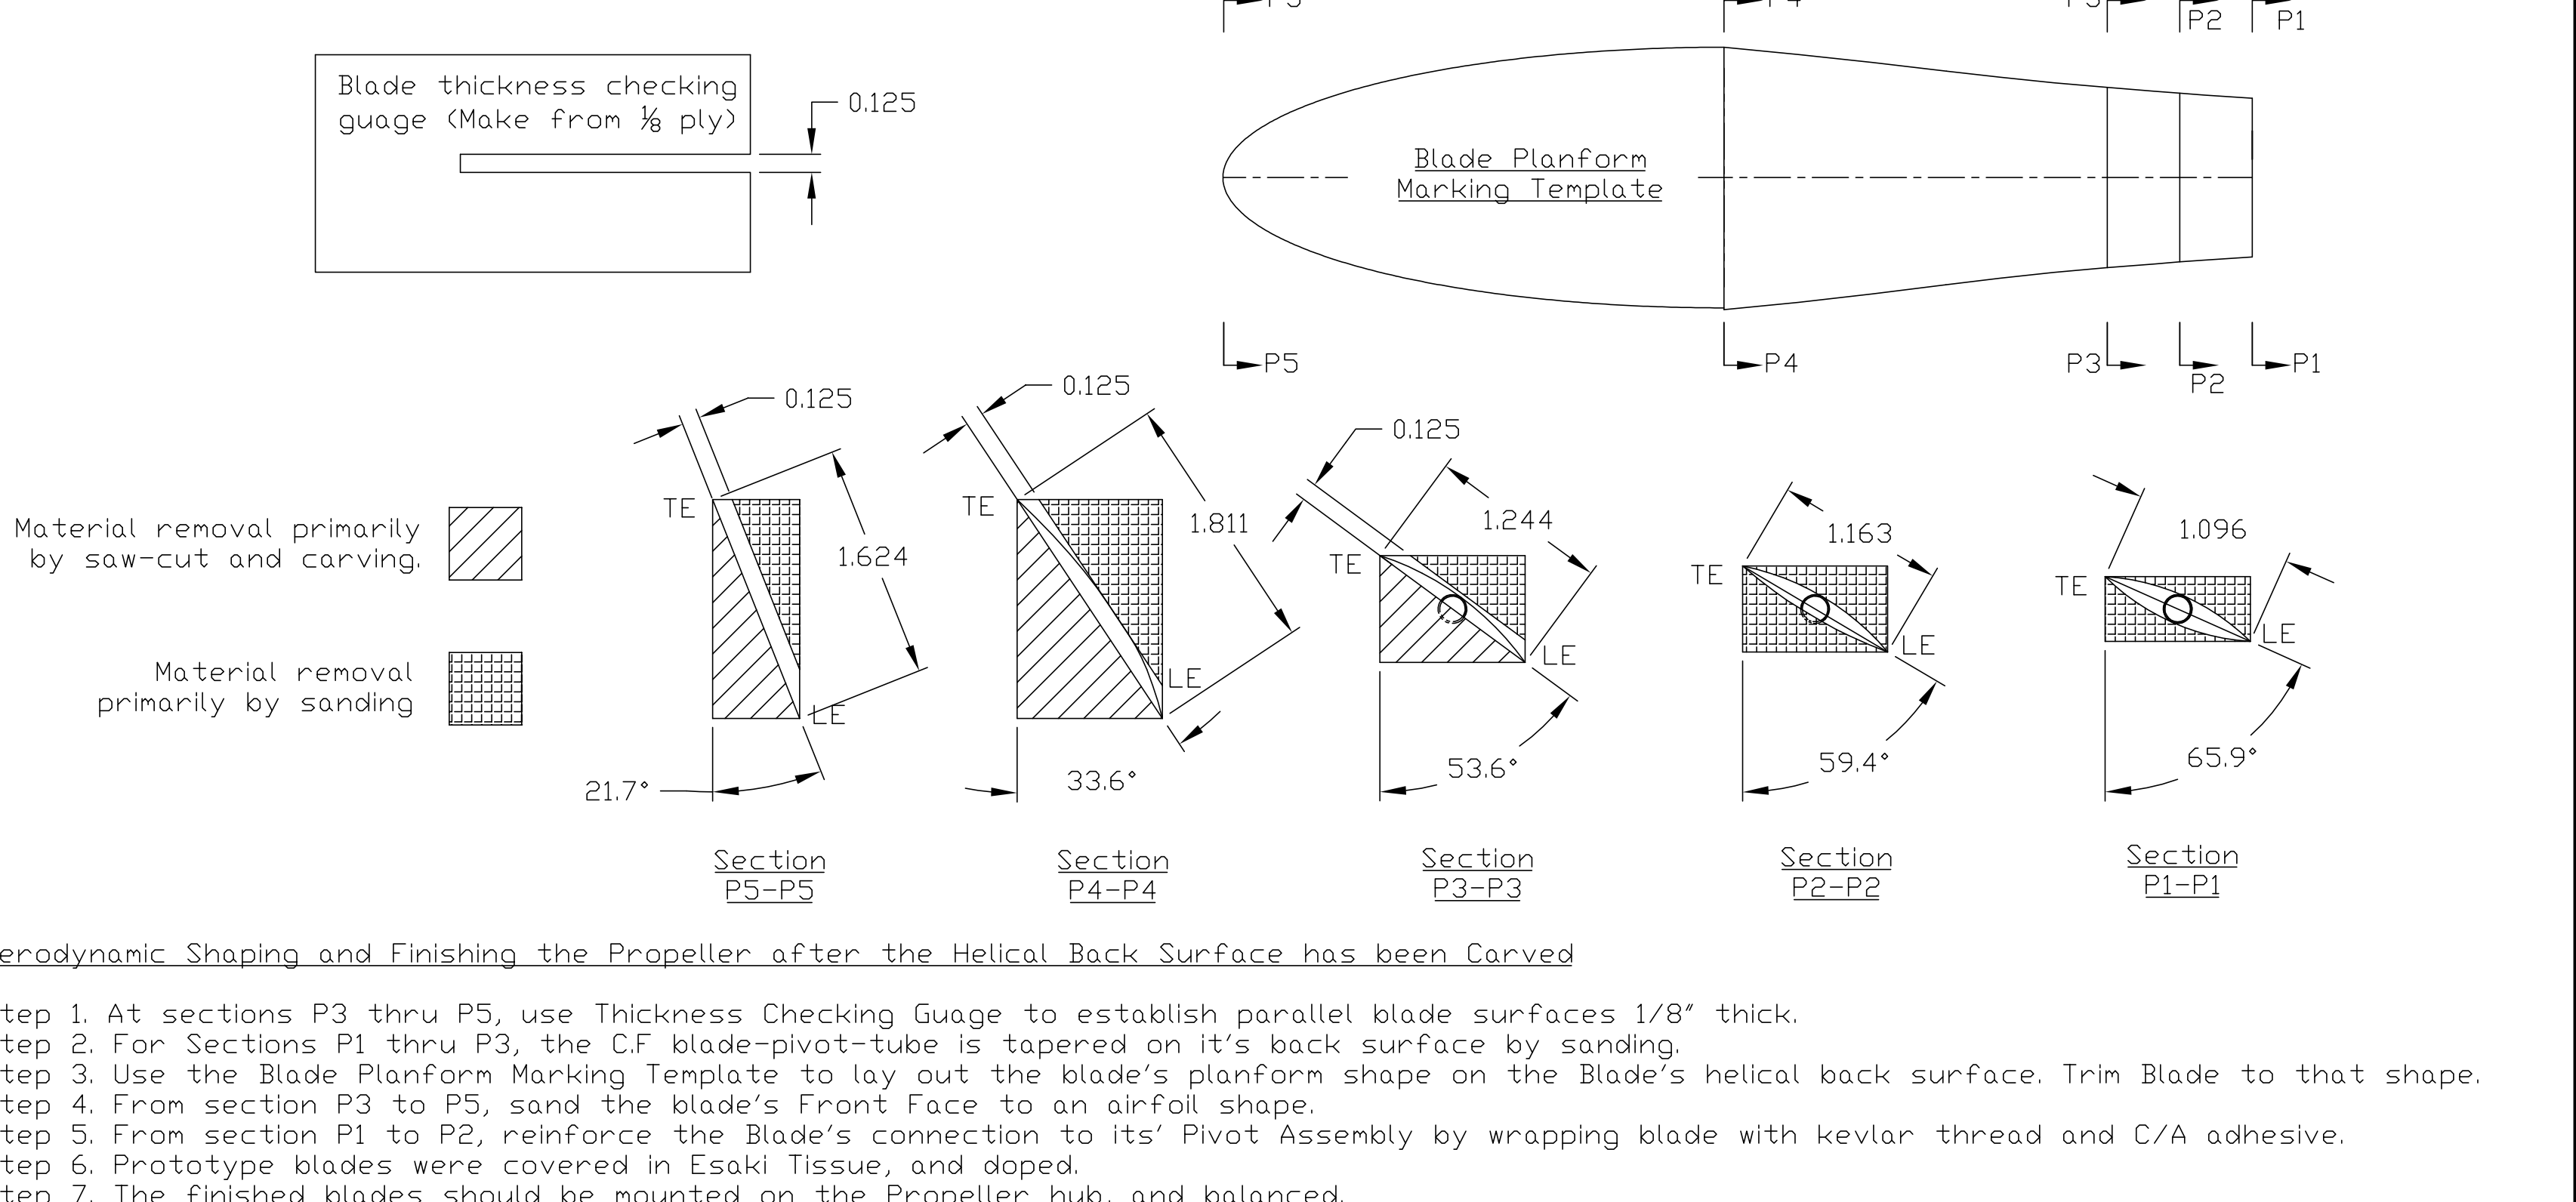 P2
P1
Blade thickness checking
guage (Make from ⅛ ply)
0.125
Blade Planform
Marking Template
P5
P4
P3
P2
P1
0.125
0.125
0.125
TE
TE
TE
TE
TE
1.624
1.811
1.244
1.163
1.096
Material removal primarily
by saw-cut and carving.
Material removal
primarily by sanding
LE
LE
LE
LE
LE
21.7°
33.6°
53.6°
59.4°
65.9°
Section
P5-P5
Section
P4-P4
Section
P3-P3
Section
P2-P2
Section
P1-P1
erodynamic Shaping and Finishing the Propeller after the Helical Back Surface has been Carved
tep 1. At sections P3 thru P5, use Thickness Checking Guage to establish parallel blade surfaces 1/8" thick.
tep 2. For Sections P1 thru P3, the C.F blade-pivot-tube is tapered on it's back surface by sanding.
tep 3. Use the Blade Planform Marking Template to lay out the blade's planform shape on the Blade's helical back surface. Trim Blade to that shape.
tep 4. From section P3 to P5, sand the blade's Front Face to an airfoil shape.
tep 5. From section P1 to P2, reinforce the Blade's connection to its' Pivot Assembly by wrapping blade with kevlar thread and C/A adhesive.
tep 6. Prototype blades were covered in Esaki Tissue, and doped.
tep 7. The finished blades should be mounted on the Propeller hub, and balanced.